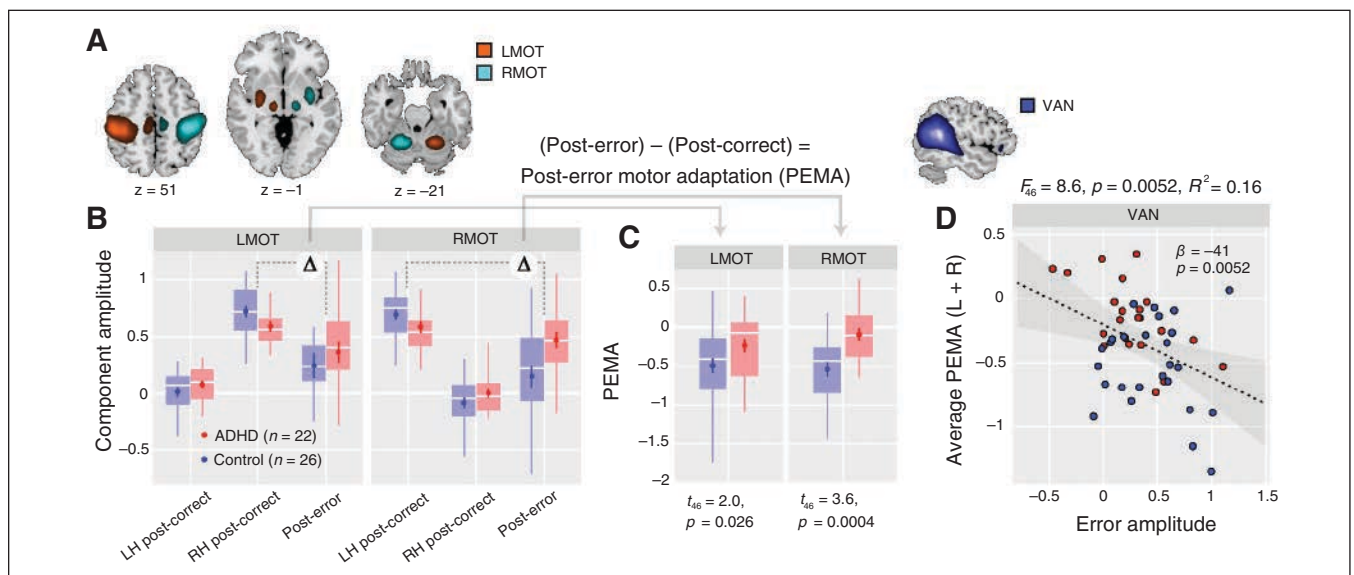 A
LMOT
RMOT
VAN
z = 51
z = –1
z = –21
(Post-error) – (Post-correct) =
Post-error motor adaptation (PEMA)
F46 = 8.6, p = 0.0052, R2 = 0.16
B
LMOT
RMOT
Δ
Δ
Component amplitude
1
0.5
0
–0.5
ADHD (n = 22)
Control (n = 26)
LH post-correct
RH post-correct
Post-error
LH post-correct
RH post-correct
Post-error
C
LMOT
RMOT
PEMA
0.5
0
–0.5
–1
–1.5
–2
t46 = 2.0,
p = 0.026
t46 = 3.6,
p = 0.0004
D
VAN
β = –41
p = 0.0052
Average PEMA (L + R)
0.5
0
–0.5
–1
–0.5
0
0.5
1.0
1.5
Error amplitude